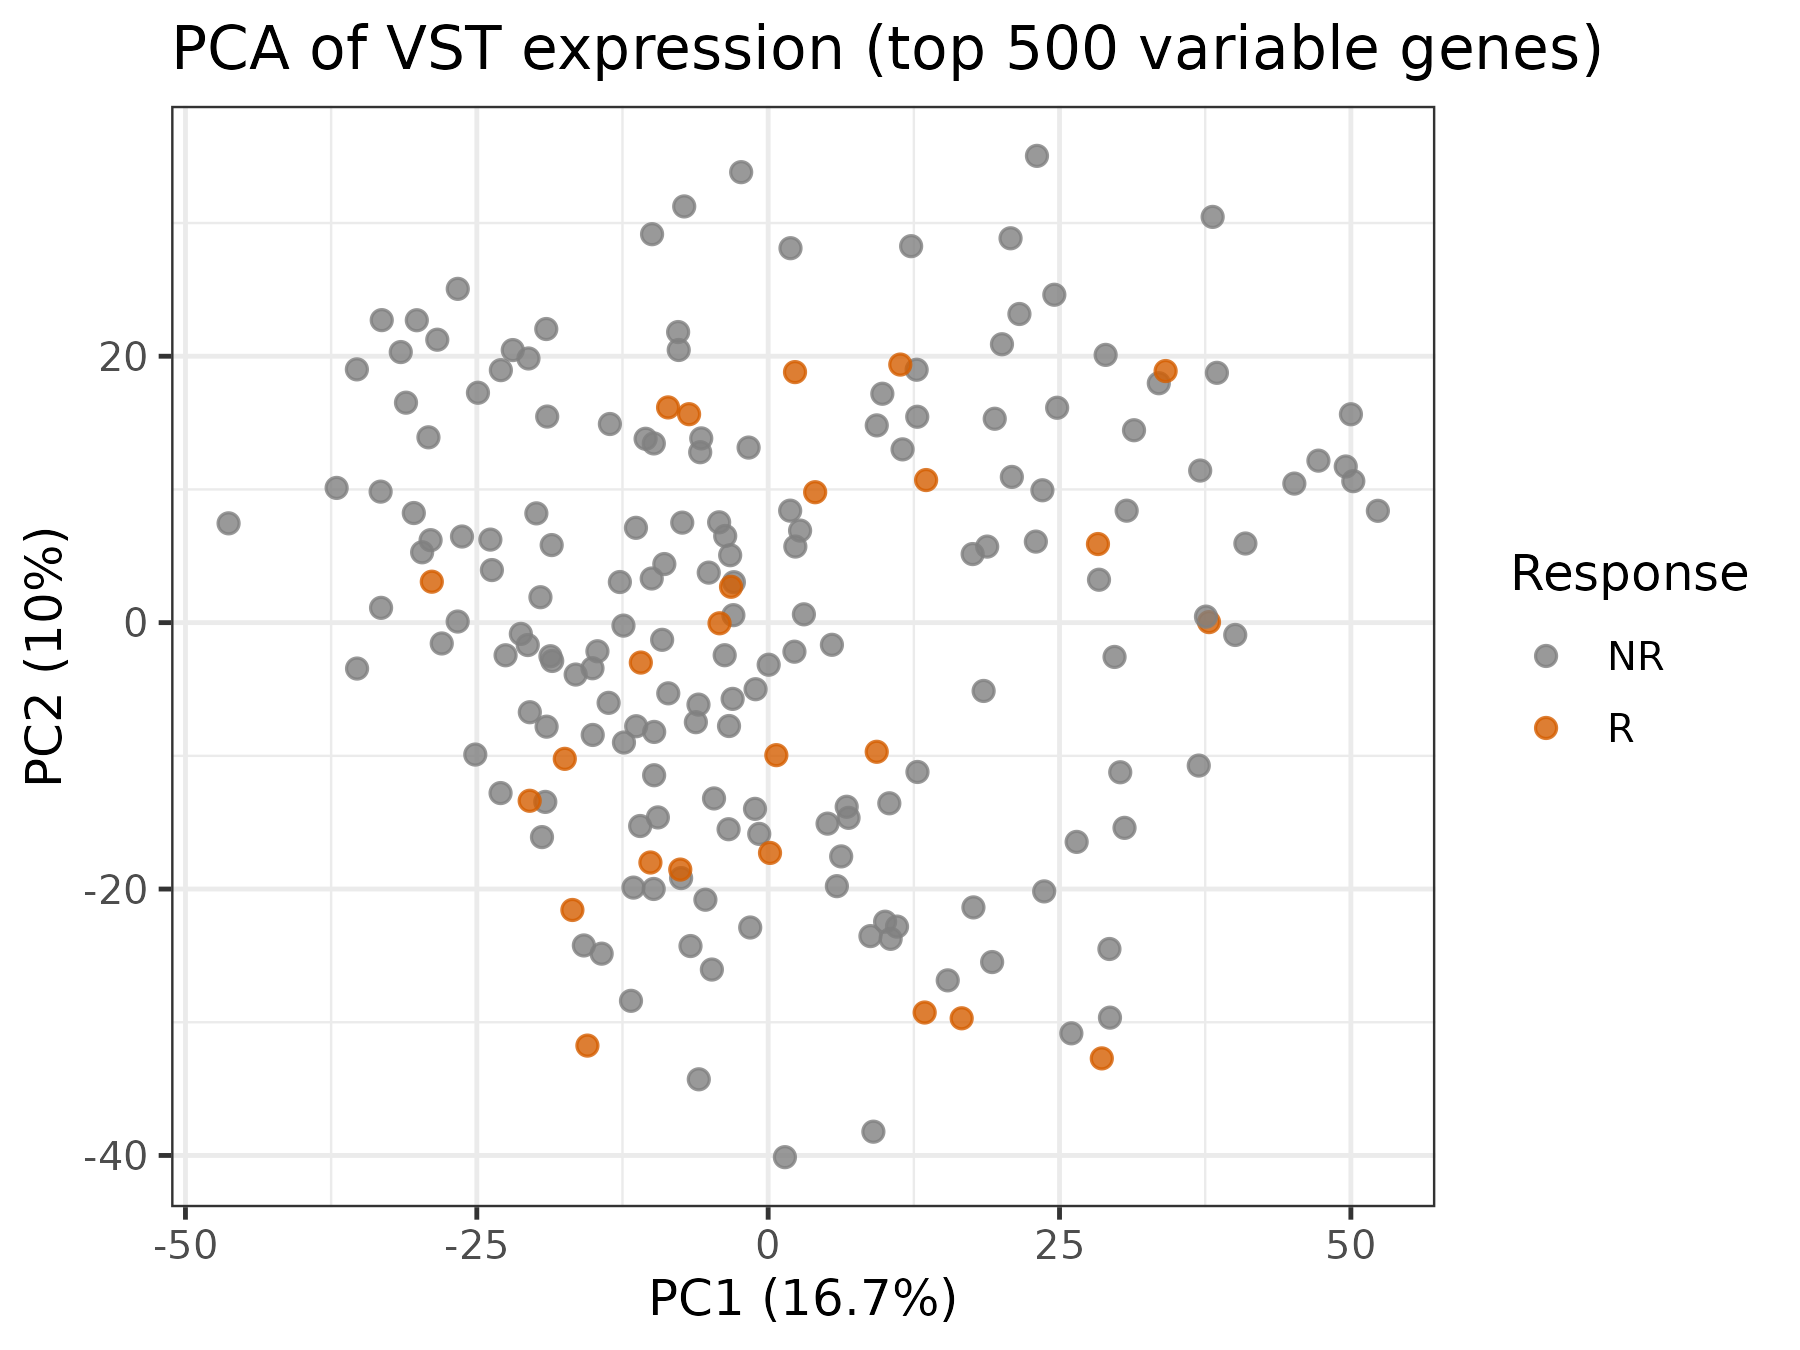 PCA of VST expression (top 500 variable genes)
PC2 (10%)
20
0
-20
-40
-50
-25
0
25
50
PC1 (16.7%)
Response
NR
R